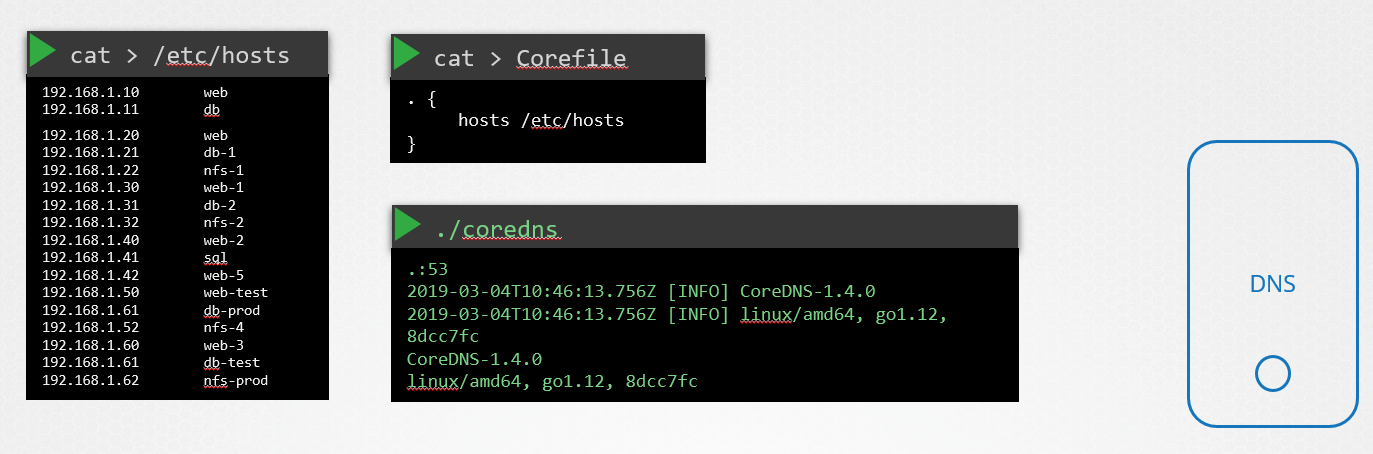 cat > /etc/hosts
192.168.1.10 web
192.168.1.11 db
192.168.1.20 web
192.168.1.21 db-1
192.168.1.22 nfs-1
192.168.1.30 web-1
192.168.1.31 db-2
192.168.1.32 nfs-2
192.168.1.40 web-2
192.168.1.41 sql
192.168.1.42 web-5
192.168.1.50 web-test
192.168.1.61 db-prod
192.168.1.52 nfs-4
192.168.1.60 web-3
192.168.1.61 db-test
192.168.1.62 nfs-prod
cat > Corefile
. {
hosts /etc/hosts
}
./coredns
.:53
2019-03-04T10:46:13.756Z [INFO] CoreDNS-1.4.0
2019-03-04T10:46:13.756Z [INFO] linux/amd64, go1.12,
8dcc7fc
CoreDNS-1.4.0
linux/amd64, go1.12, 8dcc7fc
DNS